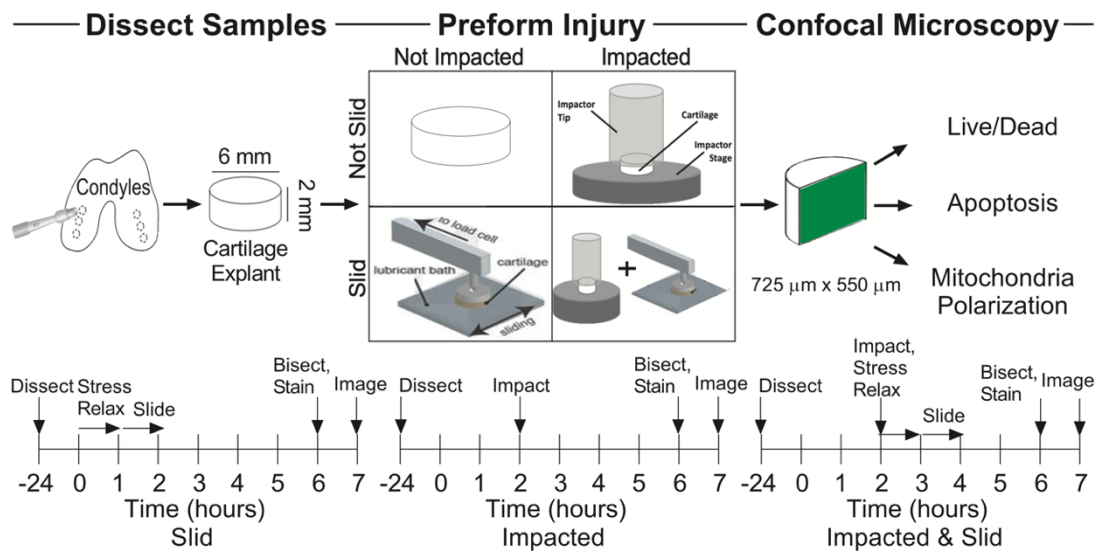 Dissect Samples
Preform Injury
Confocal Microscopy
Not Impacted
Impacted
Not Slid
Slid
Condyles
6 mm
2 mm
Cartilage
Explant
Impactor
Tip
Cartilage
Impactor
Stage
to load cell
lubricant bath
cartilage
sliding
+
725 μm x 550 μm
Live/Dead
Apoptosis
Mitochondria
Polarization
Dissect
Stress
Relax
Slide
Bisect,
Stain
Image
-24 0 1 2 3 4 5 6 7
Time (hours)
Slid
Dissect
Impact
Bisect,
Stain
Image
-24 0 1 2 3 4 5 6 7
Time (hours)
Impacted
Dissect
Impact,
Stress
Relax
Slide
Bisect,
Stain
Image
-24 0 1 2 3 4 5 6 7
Time (hours)
Impacted & Slid